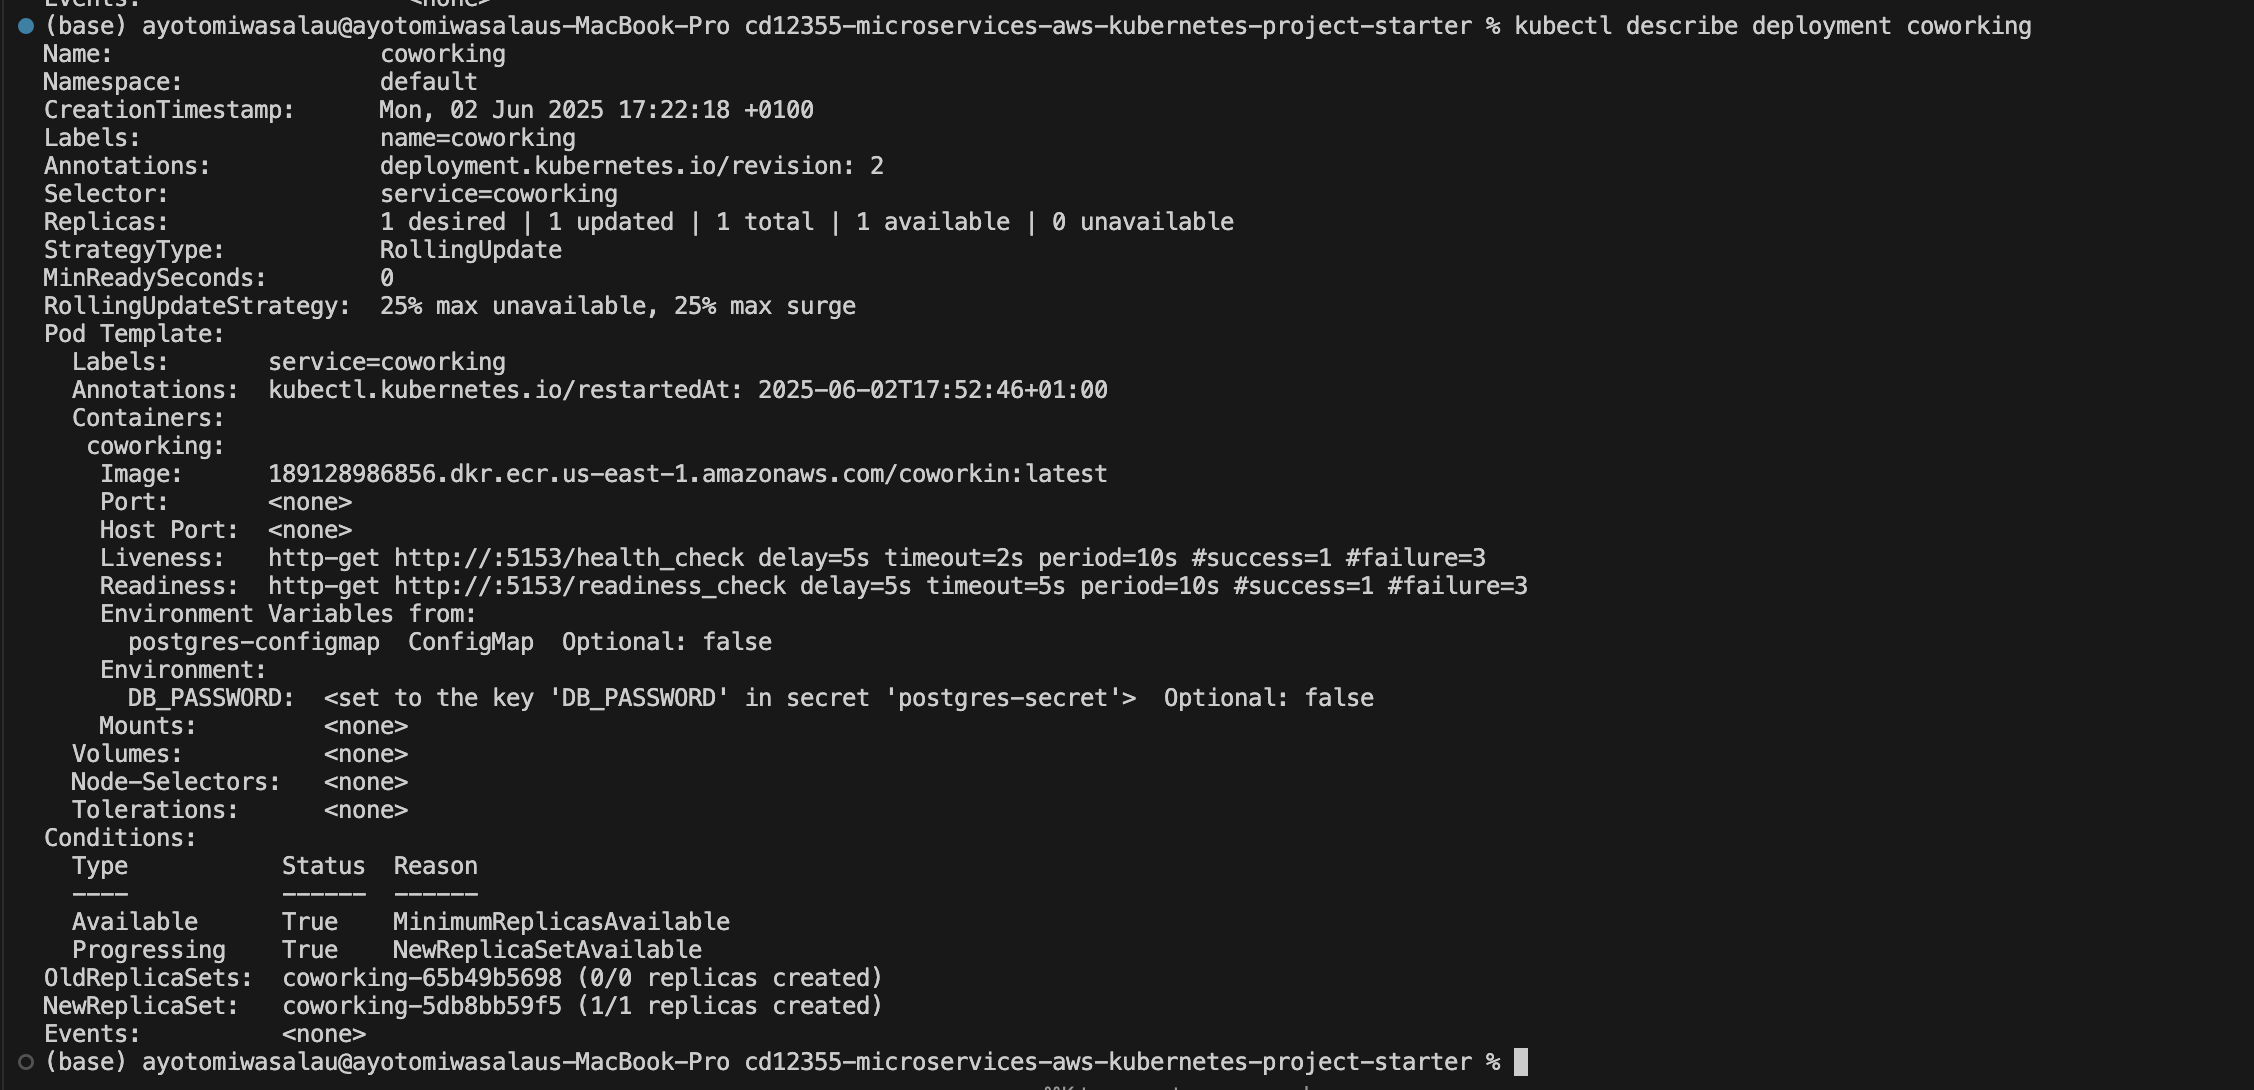 Events: <none>
(base) ayotomiwasalau@ayotomiwasalaus-MacBook-Pro cd12355-microservices-aws-kubernetes-project-starter % kubectl describe deployment coworking
Name: coworking
Namespace: default
CreationTimestamp: Mon, 02 Jun 2025 17:22:18 +0100
Labels: name=coworking
Annotations: deployment.kubernetes.io/revision: 2
Selector: service=coworking
Replicas: 1 desired | 1 updated | 1 total | 1 available | 0 unavailable
StrategyType: RollingUpdate
MinReadySeconds: 0
RollingUpdateStrategy: 25% max unavailable, 25% max surge
Pod Template:
Labels: service=coworking
Annotations: kubectl.kubernetes.io/restartedAt: 2025-06-02T17:52:46+01:00
Containers:
coworking:
Image: 189128986856.dkr.ecr.us-east-1.amazonaws.com/coworkin:latest
Port: <none>
Host Port: <none>
Liveness: http-get http://:5153/health_check delay=5s timeout=2s period=10s #success=1 #failure=3
Readiness: http-get http://:5153/readiness_check delay=5s timeout=5s period=10s #success=1 #failure=3
Environment Variables from:
postgres-configmap ConfigMap Optional: false
Environment:
DB_PASSWORD: <set to the key 'DB_PASSWORD' in secret 'postgres-secret'> Optional: false
Mounts: <none>
Volumes: <none>
Node-Selectors: <none>
Tolerations: <none>
Conditions:
Type Status Reason
---- ------ ------
Available True MinimumReplicasAvailable
Progressing True NewReplicaSetAvailable
OldReplicaSets: coworking-65b49b5698 (0/0 replicas created)
NewReplicaSet: coworking-5db8bb59f5 (1/1 replicas created)
Events: <none>
(base) ayotomiwasalau@ayotomiwasalaus-MacBook-Pro cd12355-microservices-aws-kubernetes-project-starter %